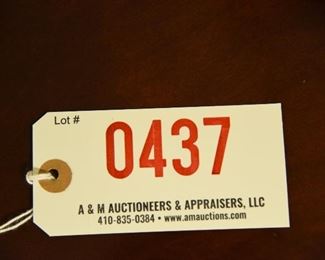 Lot #
0437
A & M AUCTIONEERS & APPRAISERS, LLC
410-835-0384 • www.amauctions.com